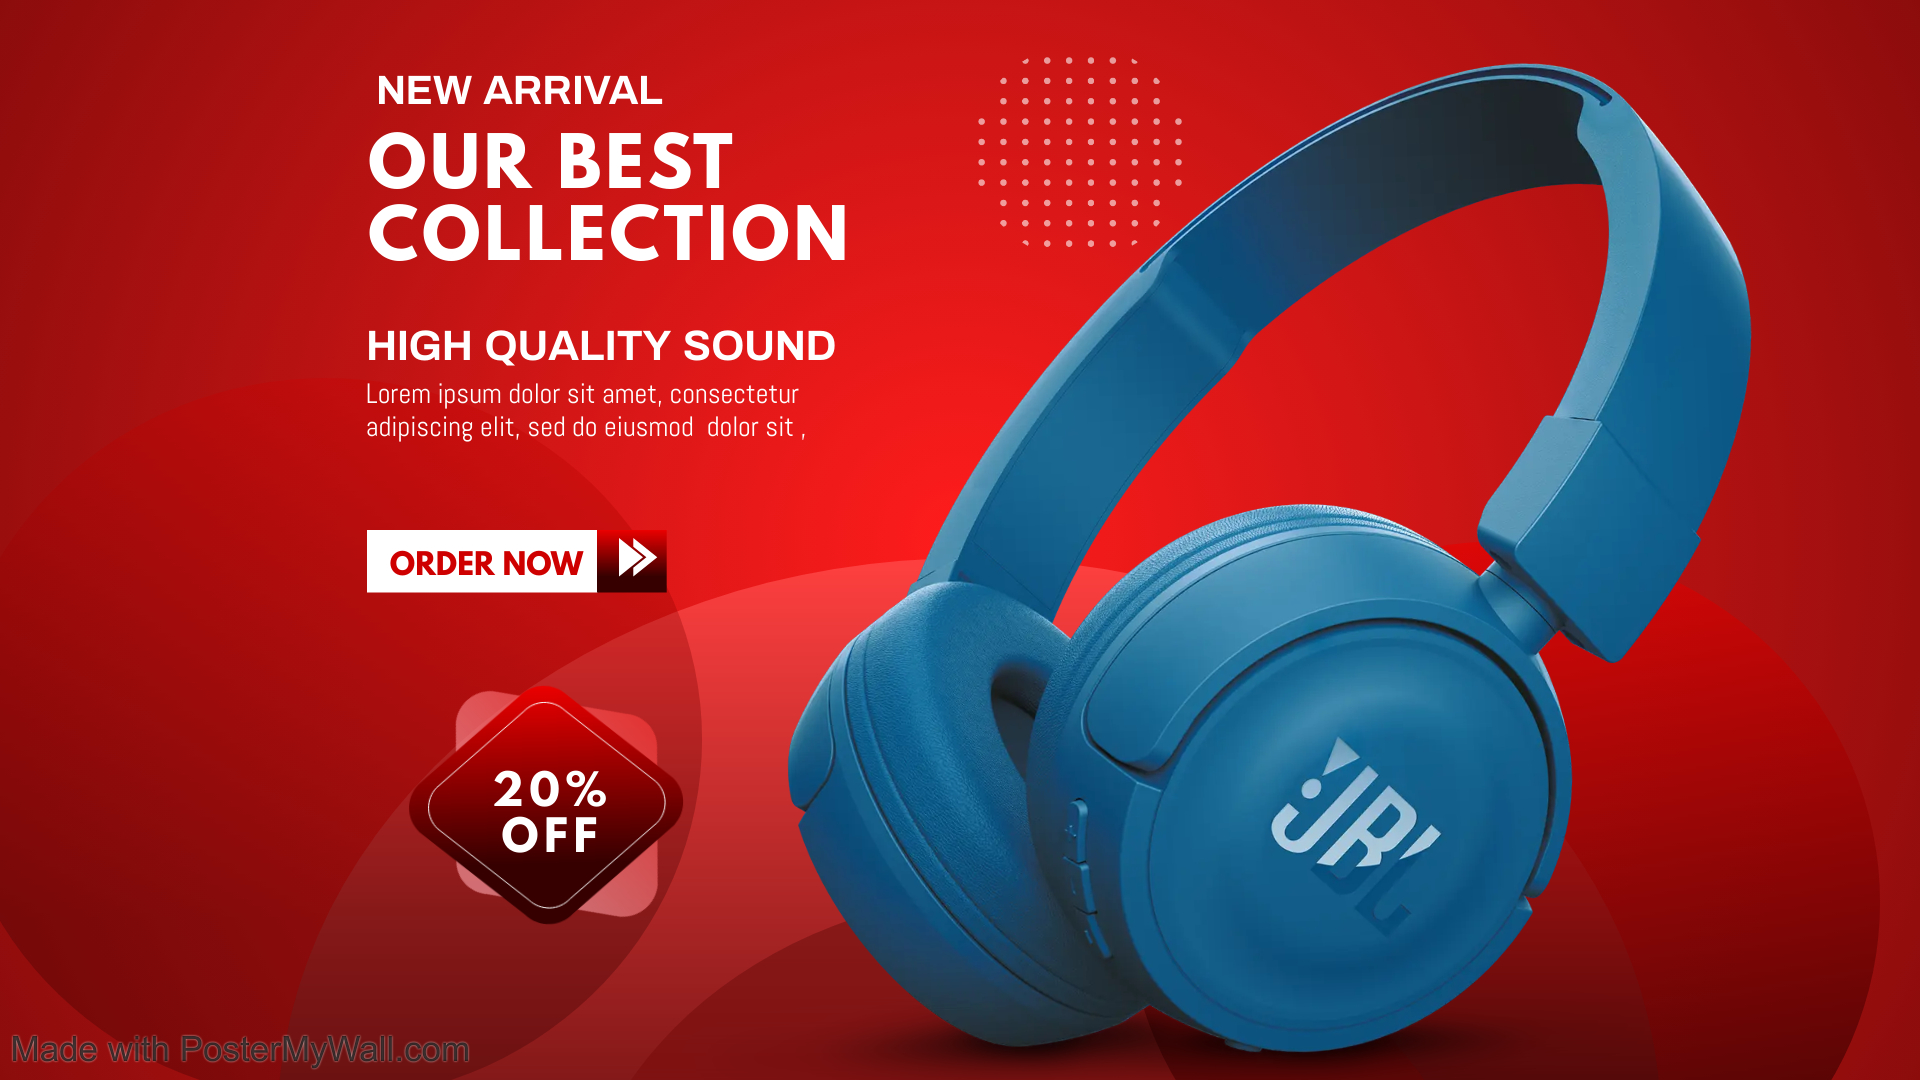 NEW ARRIVAL
OUR BEST
COLLECTION
HIGH QUALITY SOUND
Lorem ipsum dolor sit amet, consectetur
adipiscing elit, sed do eiusmod  dolor sit ,
ORDER NOW
20%
OFF
JBL
Made with PosterMyWall.com